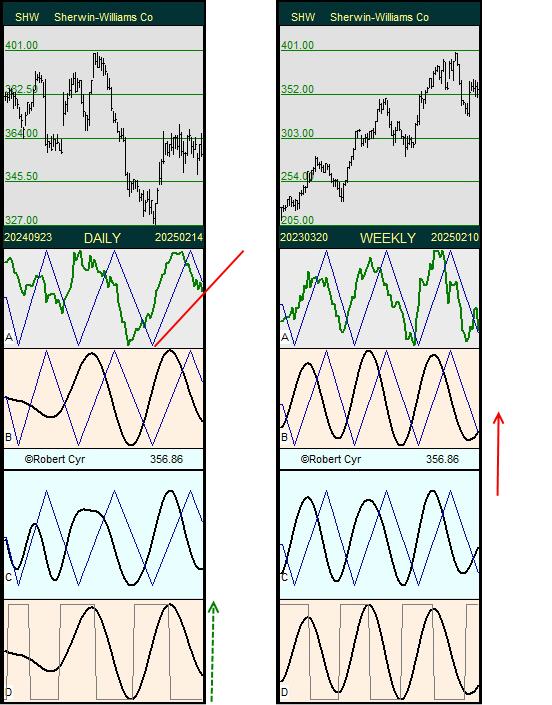 SHW Sherwin-Williams Co
401.00
382.50
364.00
345.50
327.00
20240923 DAILY 20250214
A
B
©Robert Cyr 356.86
C
D
SHW Sherwin-Williams Co
401.00
352.00
303.00
254.00
205.00
20230320 WEEKLY 20250210
A
B
©Robert Cyr 356.86
C
D